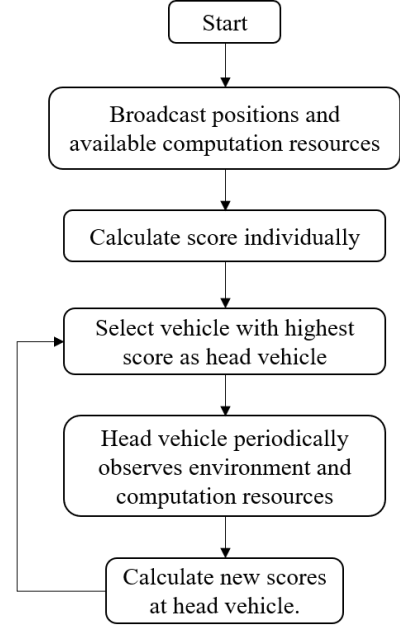 Start
Broadcast positions and
available computation resources
Calculate score individually
Select vehicle with highest
score as head vehicle
Head vehicle periodically
observes environment and
computation resources
Calculate new scores
at head vehicle.